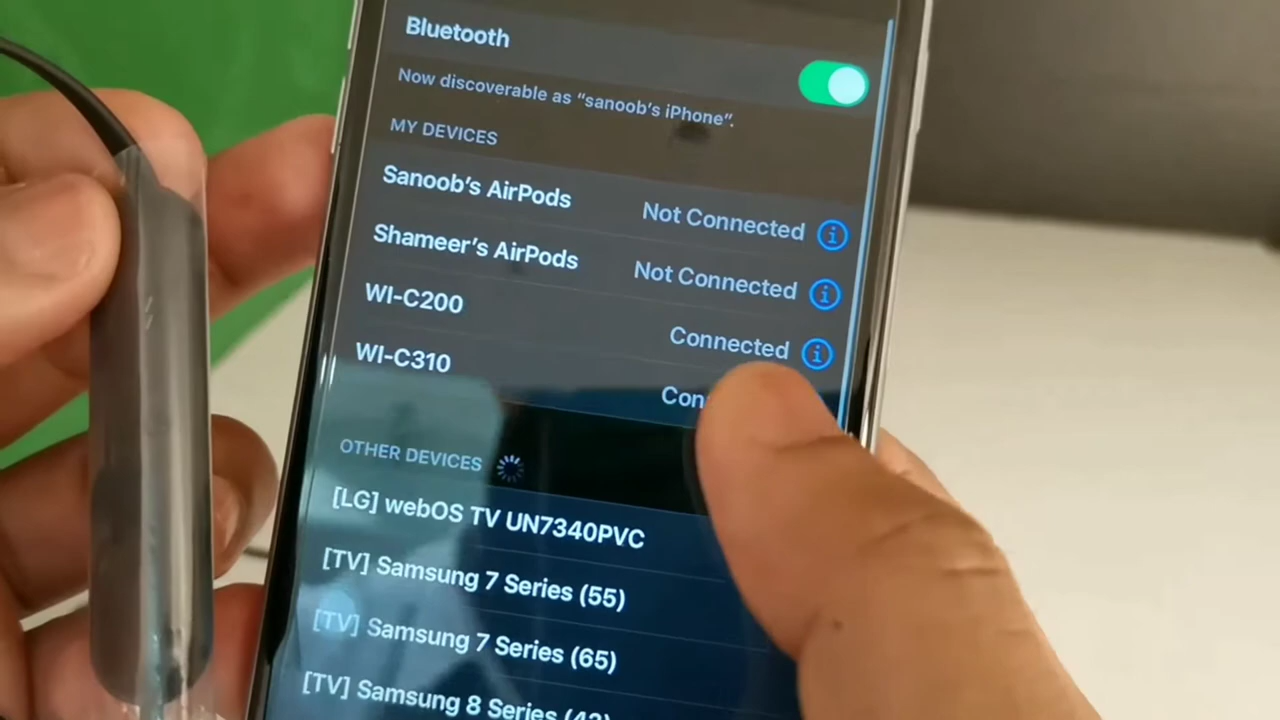 Bluetooth
Now discoverable as “sanoob’s iPhone”.
MY DEVICES
Sanoob’s AirPods Not Connected
Shameer’s AirPods Not Connected
WI-C200 Connected
WI-C310
OTHER DEVICES
[LG] webOS TV UN7340PVC
[TV] Samsung 7 Series (55)
[TV] Samsung 7 Series (65)
[TV] Samsung 8 Series